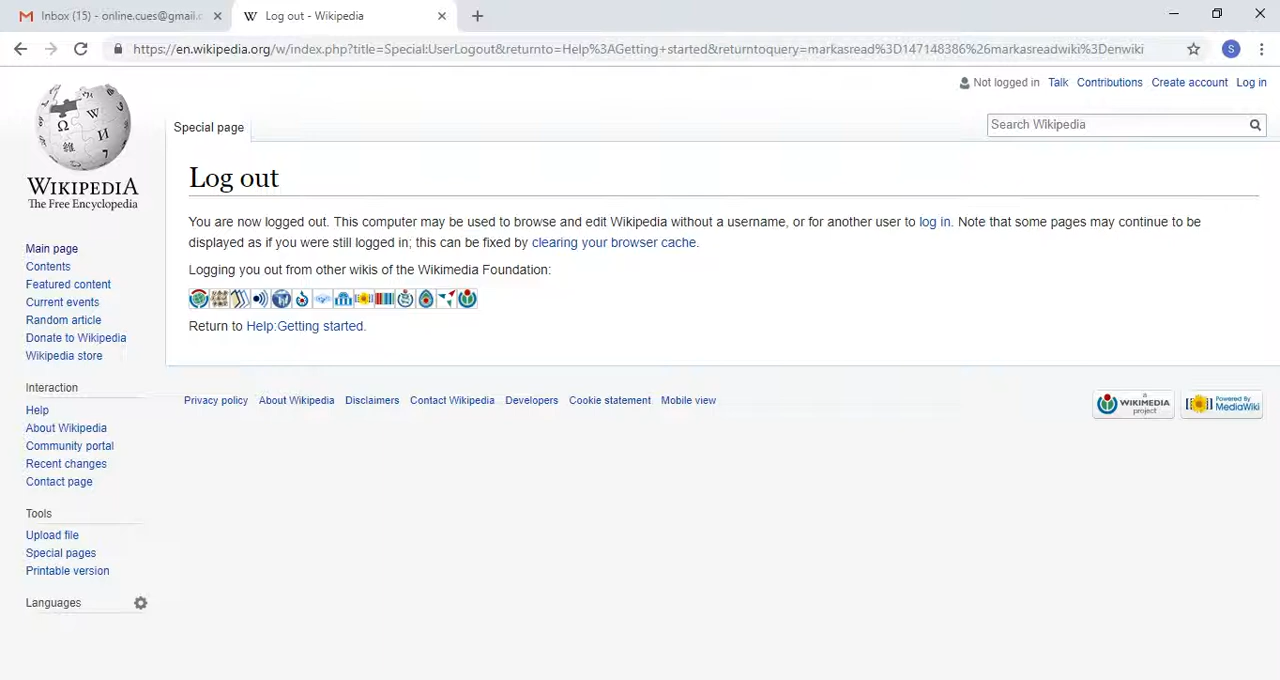 Inbox (15) - online.cues@gmail.c
Log out - Wikipedia
https://en.wikipedia.org/w/index.php?title=Special:UserLogout&returnto=Help%3AGetting+started&returntoquery=markasread%3D147148386%26markasreadwiki%3Denwiki
S
Not logged in Talk Contributions Create account Log in
Special page
Search Wikipedia
WIKIPEDIA
The Free Encyclopedia
Log out
You are now logged out. This computer may be used to browse and edit Wikipedia without a username, or for another user to log in. Note that some pages may continue to be
displayed as if you were still logged in; this can be fixed by clearing your browser cache.
Logging you out from other wikis of the Wikimedia Foundation:
Return to Help:Getting started.
Main page
Contents
Featured content
Current events
Random article
Donate to Wikipedia
Wikipedia store
Interaction
Help
About Wikipedia
Community portal
Recent changes
Contact page
Tools
Upload file
Special pages
Printable version
Languages
Privacy policy About Wikipedia Disclaimers Contact Wikipedia Developers Cookie statement Mobile view
A
WIKIMEDIA
project
Powered By
MediaWiki